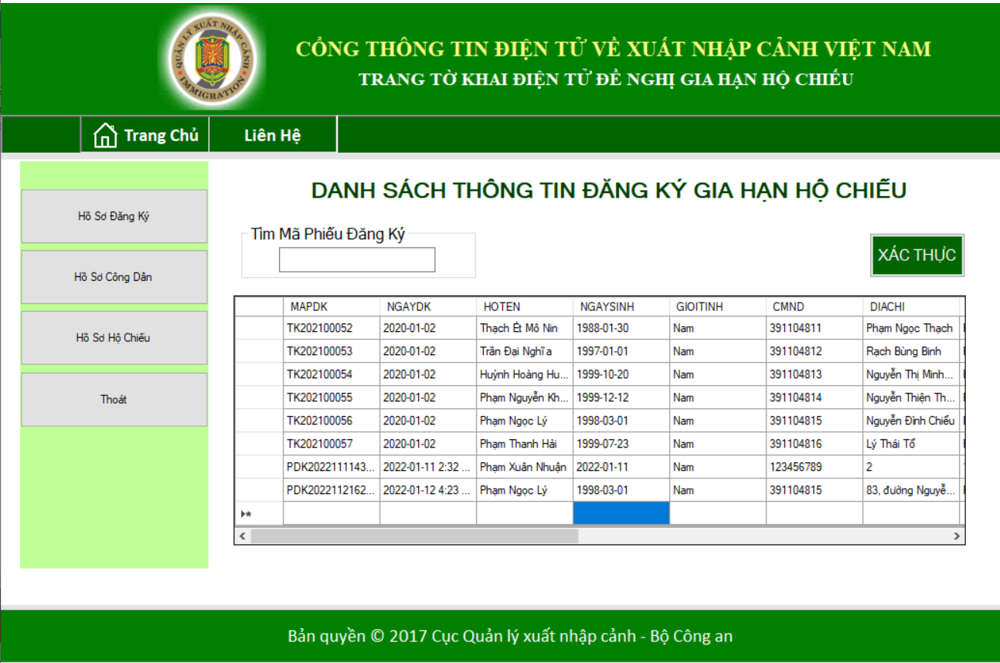 QUẢN LÝ XUẤT NHẬP CẢNH
IMMIGRATION
CỔNG THÔNG TIN ĐIỆN TỬ VỀ XUẤT NHẬP CẢNH VIỆT NAM
TRANG TỜ KHAI ĐIỆN TỬ ĐỀ NGHỊ GIA HẠN HỘ CHIẾU
Trang Chủ Liên Hệ
Hồ Sơ Đăng Ký
Hồ Sơ Công Dân
Hồ Sơ Hộ Chiếu
Thoát
DANH SÁCH THÔNG TIN ĐĂNG KÝ GIA HẠN HỘ CHIẾU
Tìm Mã Phiếu Đăng Ký
XÁC THỰC
MAPDK NGAYDK HOTEN NGAYSINH GIOITINH CMND DIACHI
TK202100052 2020-01-02 Thạch Ét Mô Nin 1988-01-30 Nam 391104811 Phạm Ngọc Thạch
TK202100053 2020-01-02 Trần Đại Nghĩa 1997-01-01 Nam 391104812 Rạch Bùng Binh
TK202100054 2020-01-02 Huỳnh Hoàng Hu... 1999-10-20 Nam 391104813 Nguyễn Thị Minh...
TK202100055 2020-01-02 Phạm Nguyễn Kh... 1999-12-12 Nam 391104814 Nguyễn Thiện Th...
TK202100056 2020-01-02 Phạm Ngọc Lý 1998-03-01 Nam 391104815 Nguyễn Đình Chiểu
TK202100057 2020-01-02 Phạm Thanh Hải 1999-07-23 Nam 391104816 Lý Thái Tổ
PDK2022111143... 2022-01-11 2:32 ... Phạm Xuân Nhuận 2022-01-11 Nam 123456789 2
PDK2022112162... 2022-01-12 4:23 ... Phạm Ngọc Lý 1998-03-01 Nam 391104815 83, đường Nguyễ...
Bản quyền © 2017 Cục Quản lý xuất nhập cảnh - Bộ Công an